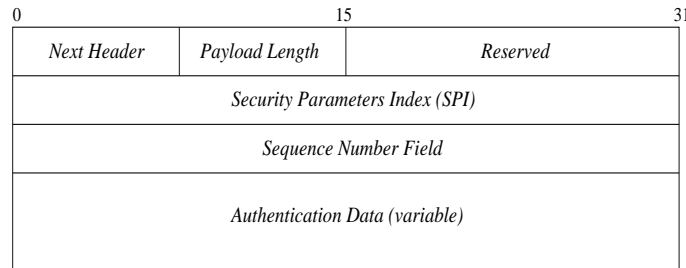 0 15 31
Next Header Payload Length Reserved
Security Parameters Index (SPI)
Sequence Number Field
Authentication Data (variable)